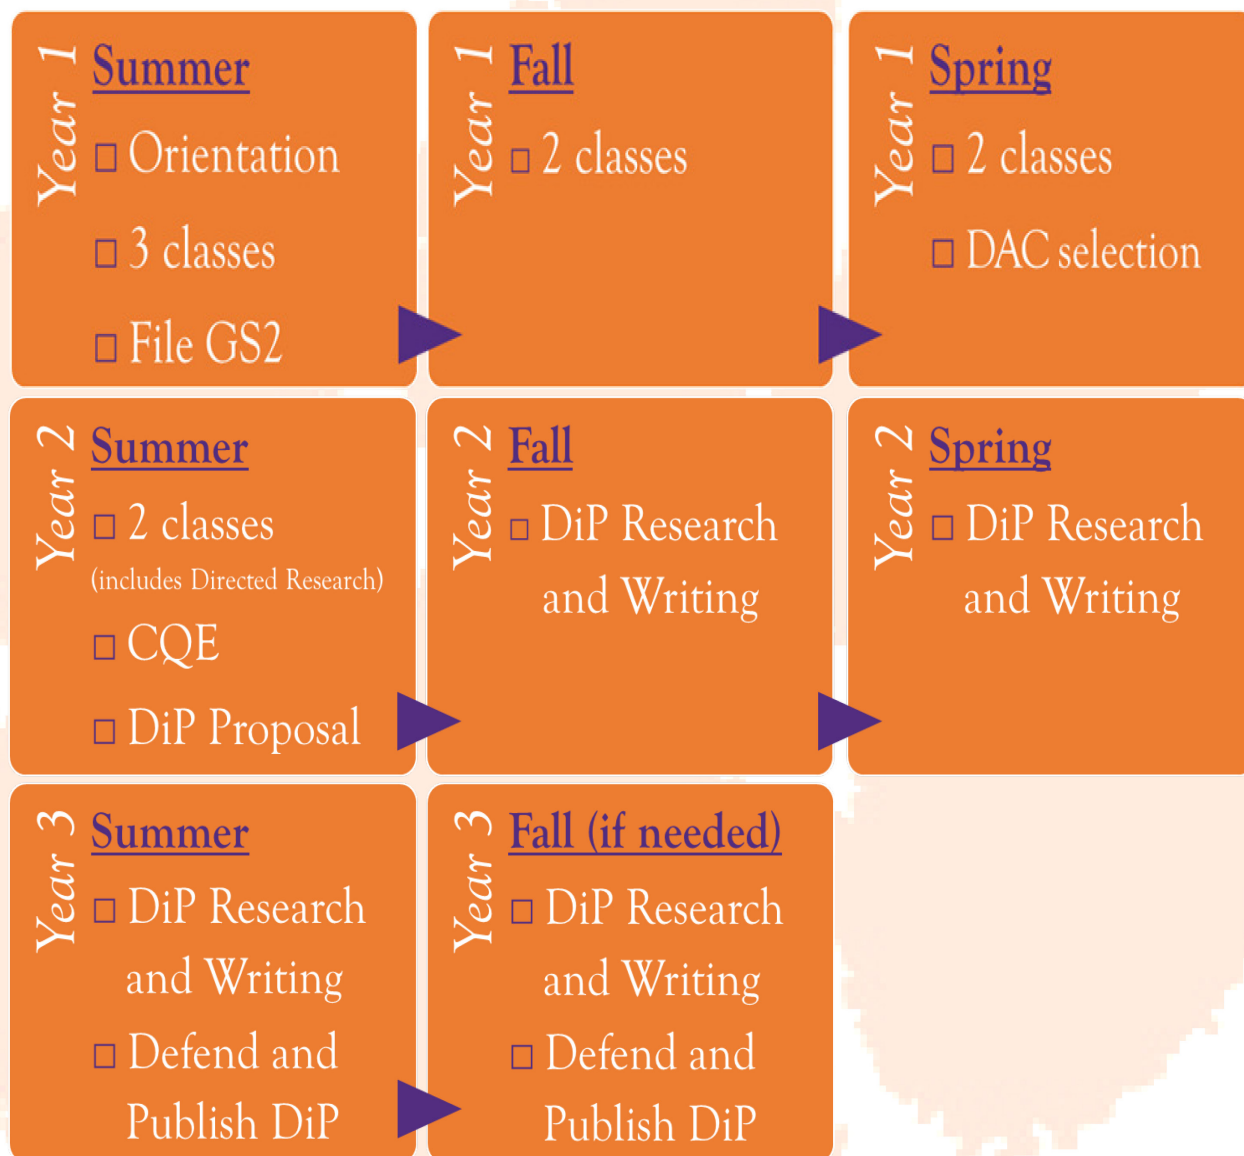 Year 1
Summer
□ Orientation
□ 3 classes
□ File GS2
Year 1
Fall
□ 2 classes
Year 1
Spring
□ 2 classes
□ DAC selection
Year 2
Summer
□ 2 classes
(includes Directed Research)
□ CQE
□ DiP Proposal
Year 2
Fall
□ DiP Research
and Writing
Year 2
Spring
□ DiP Research
and Writing
Year 3
Summer
□ DiP Research
and Writing
□ Defend and
Publish DiP
Year 3
Fall (if needed)
□ DiP Research
and Writing
□ Defend and
Publish DiP